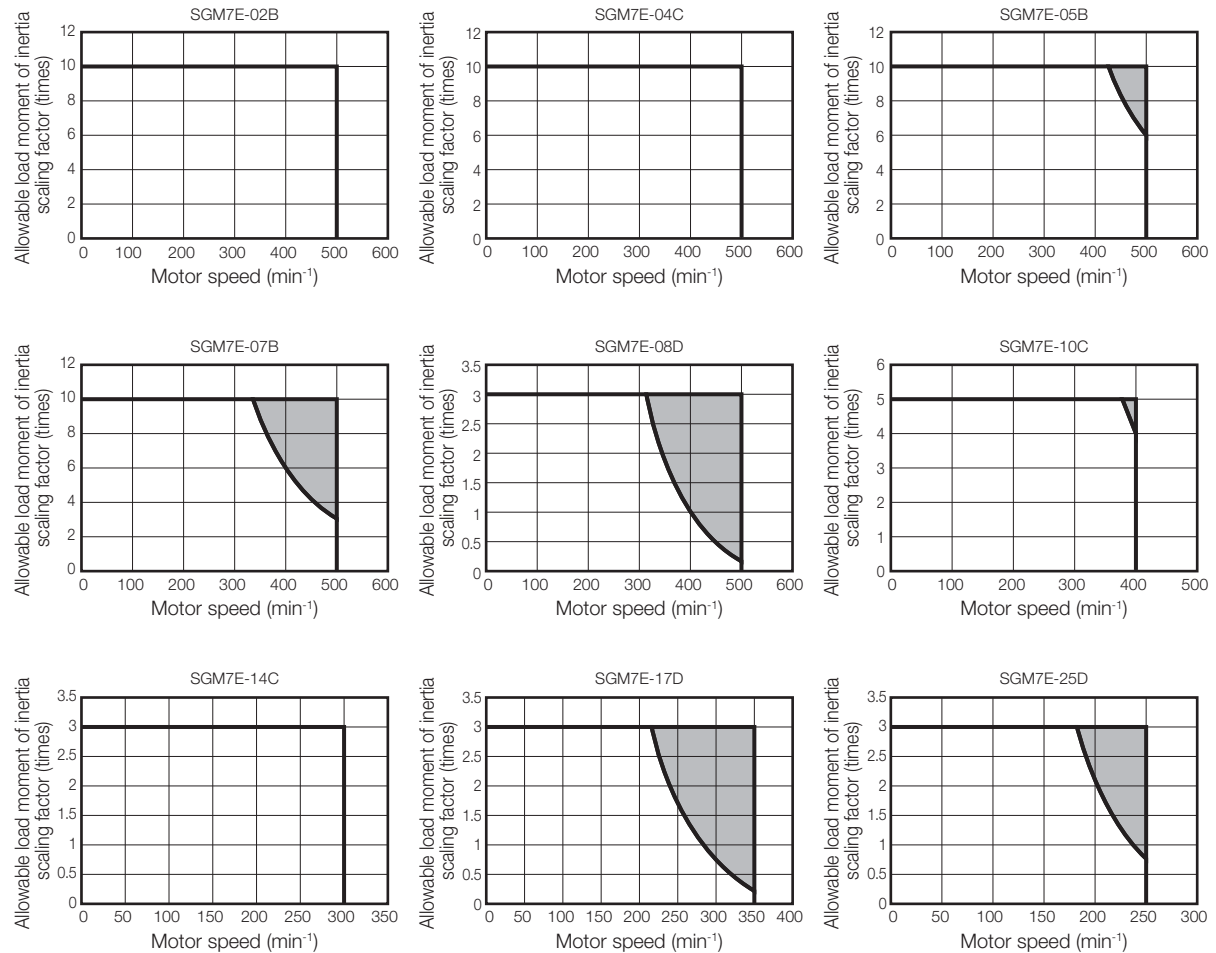 SGM7E-02B
Allowable load moment of inertia
scaling factor (times)
12
10
8
6
4
2
0
0 100 200 300 400 500 600
Motor speed (min-1)
SGM7E-04C
Allowable load moment of inertia
scaling factor (times)
12
10
8
6
4
2
0
0 100 200 300 400 500 600
Motor speed (min-1)
SGM7E-05B
Allowable load moment of inertia
scaling factor (times)
12
10
8
6
4
2
0
0 100 200 300 400 500 600
Motor speed (min-1)
SGM7E-07B
Allowable load moment of inertia
scaling factor (times)
12
10
8
6
4
2
0
0 100 200 300 400 500 600
Motor speed (min-1)
SGM7E-08D
Allowable load moment of inertia
scaling factor (times)
3.5
3
2.5
2
1.5
1
0.5
0
0 100 200 300 400 500 600
Motor speed (min-1)
SGM7E-10C
Allowable load moment of inertia
scaling factor (times)
6
5
4
3
2
1
0
0 100 200 300 400 500
Motor speed (min-1)
SGM7E-14C
Allowable load moment of inertia
scaling factor (times)
3.5
3
2.5
2
1.5
1
0.5
0
0 50 100 150 200 250 300 350
Motor speed (min-1)
SGM7E-17D
Allowable load moment of inertia
scaling factor (times)
3.5
3
2.5
2
1.5
1
0.5
0
0 50 100 150 200 250 300 350 400
Motor speed (min-1)
SGM7E-25D
Allowable load moment of inertia
scaling factor (times)
3.5
3
2.5
2
1.5
1
0.5
0
0 50 100 150 200 250 300
Motor speed (min-1)